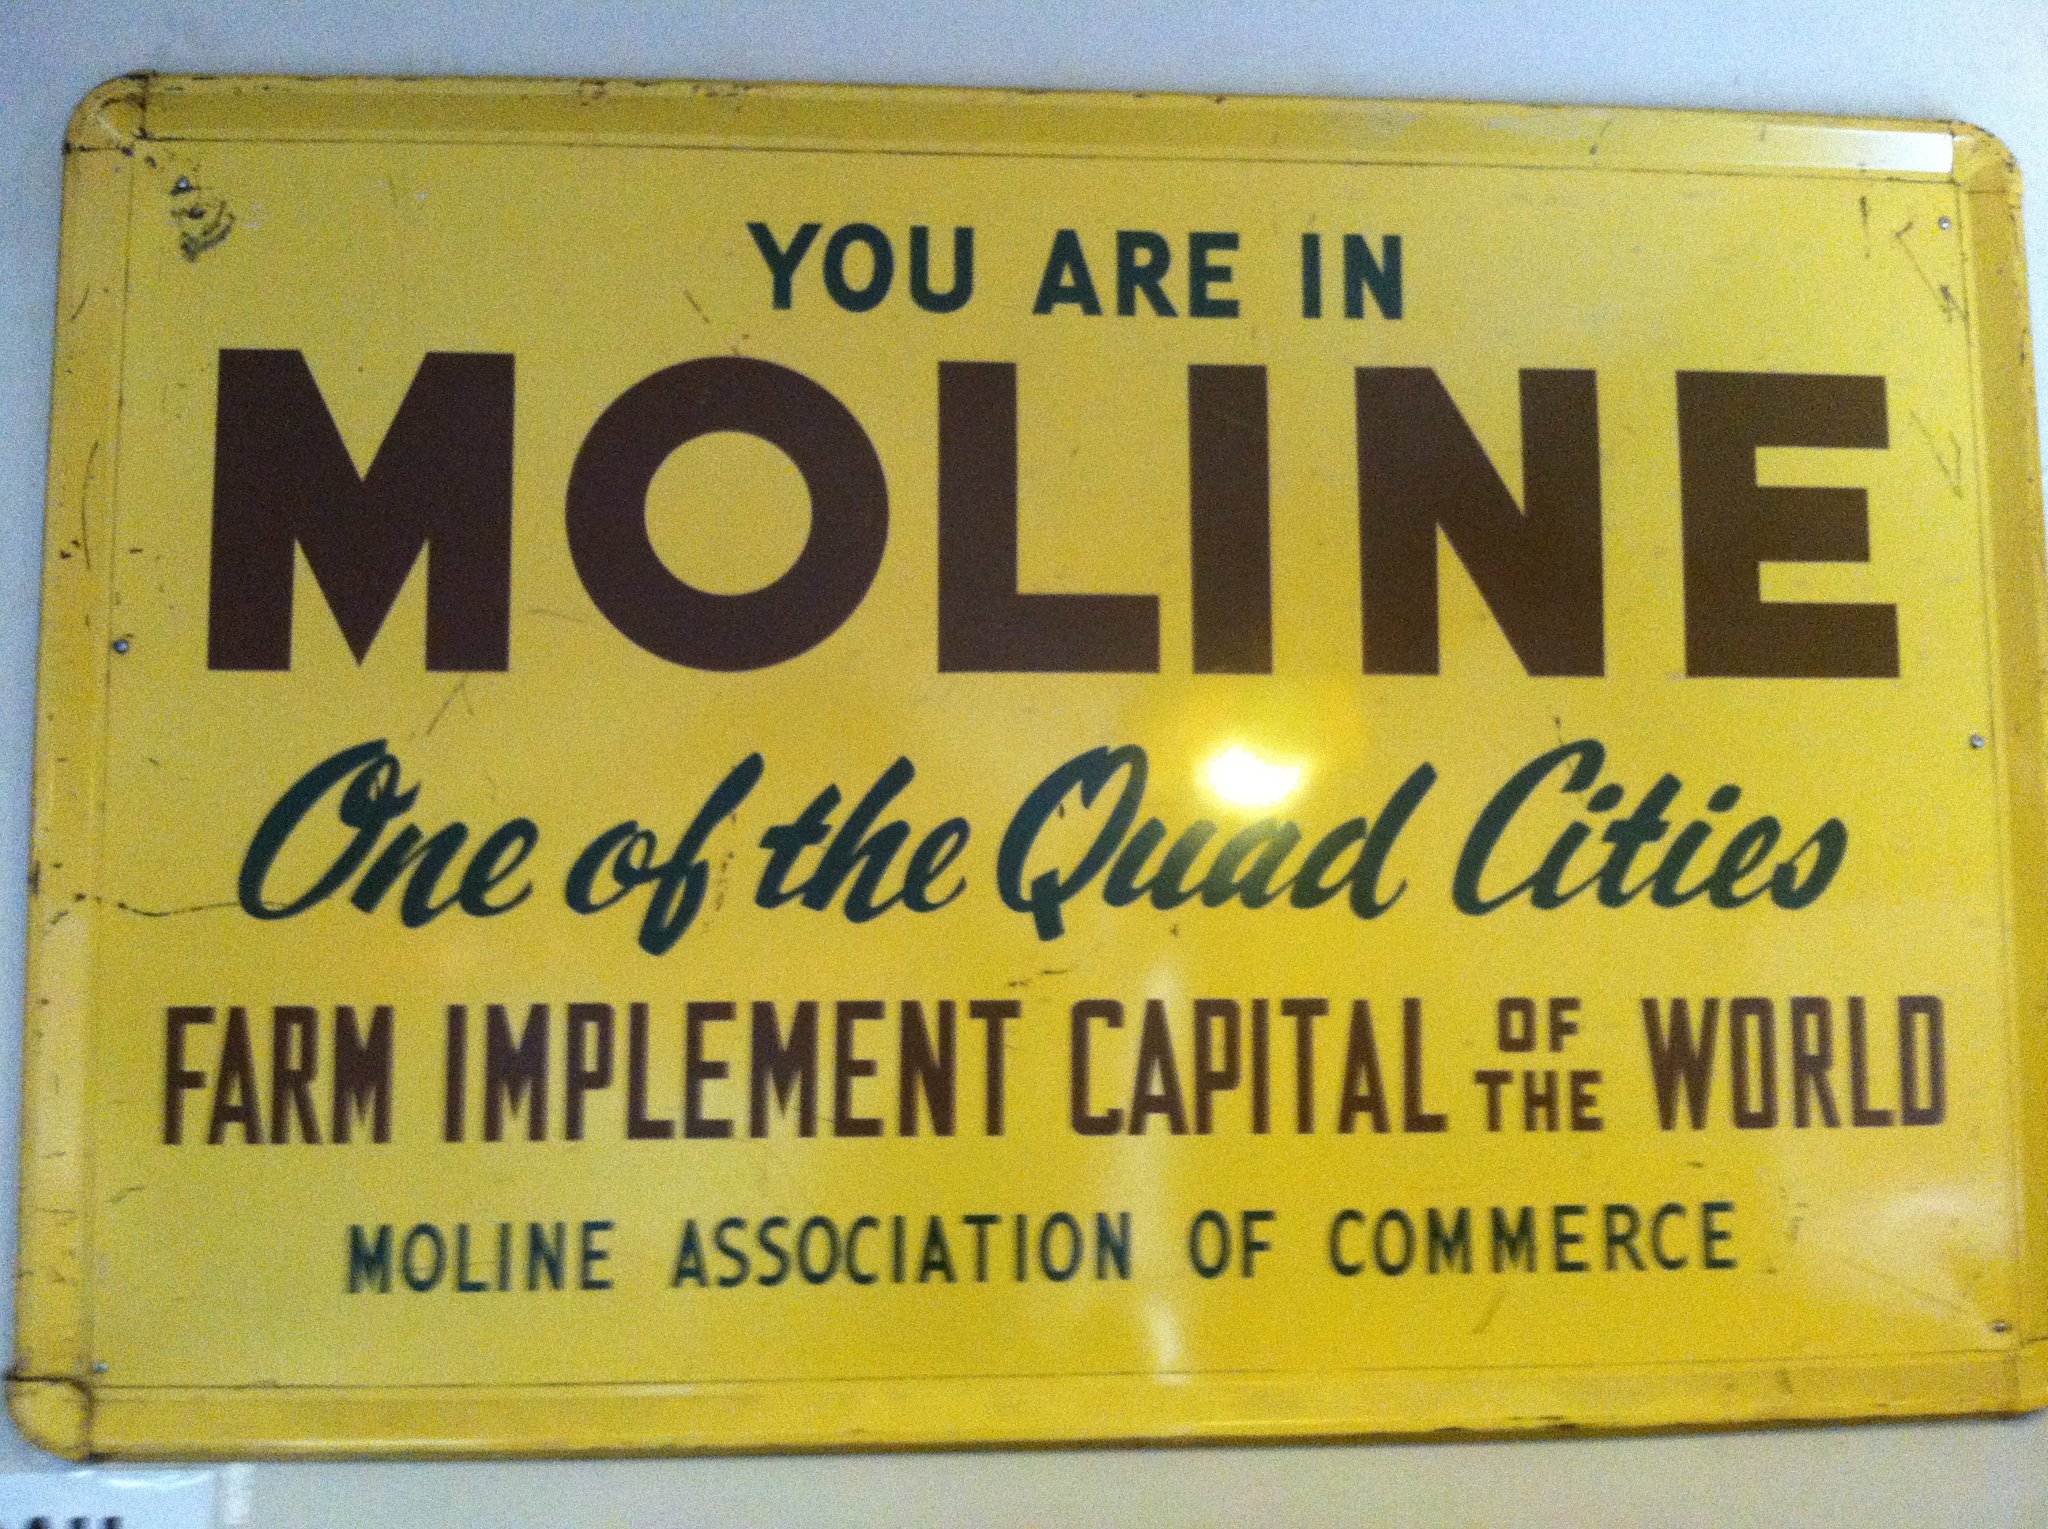 YOU ARE IN
MOLINE
One of the Quad Cities
FARM IMPLEMENT CAPITAL OF THE WORLD
MOLINE ASSOCIATION OF COMMERCE